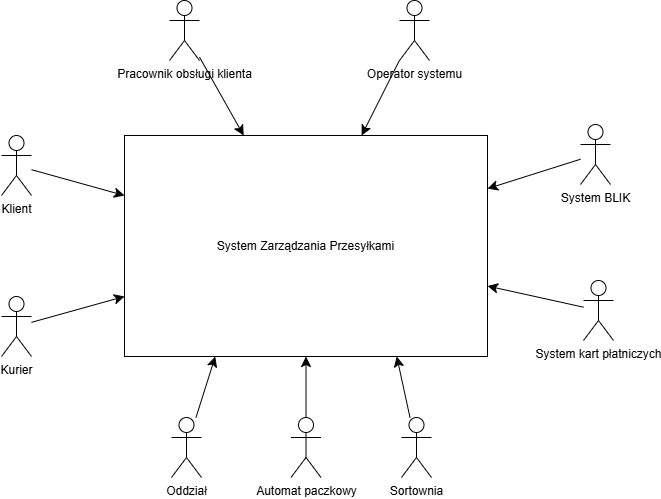 Pracownik obsługi klienta
Operator systemu
Klient
System BLIK
System Zarządzania Przesyłkami
Kurier
System kart płatniczych
Oddział
Automat paczkowy
Sortownia